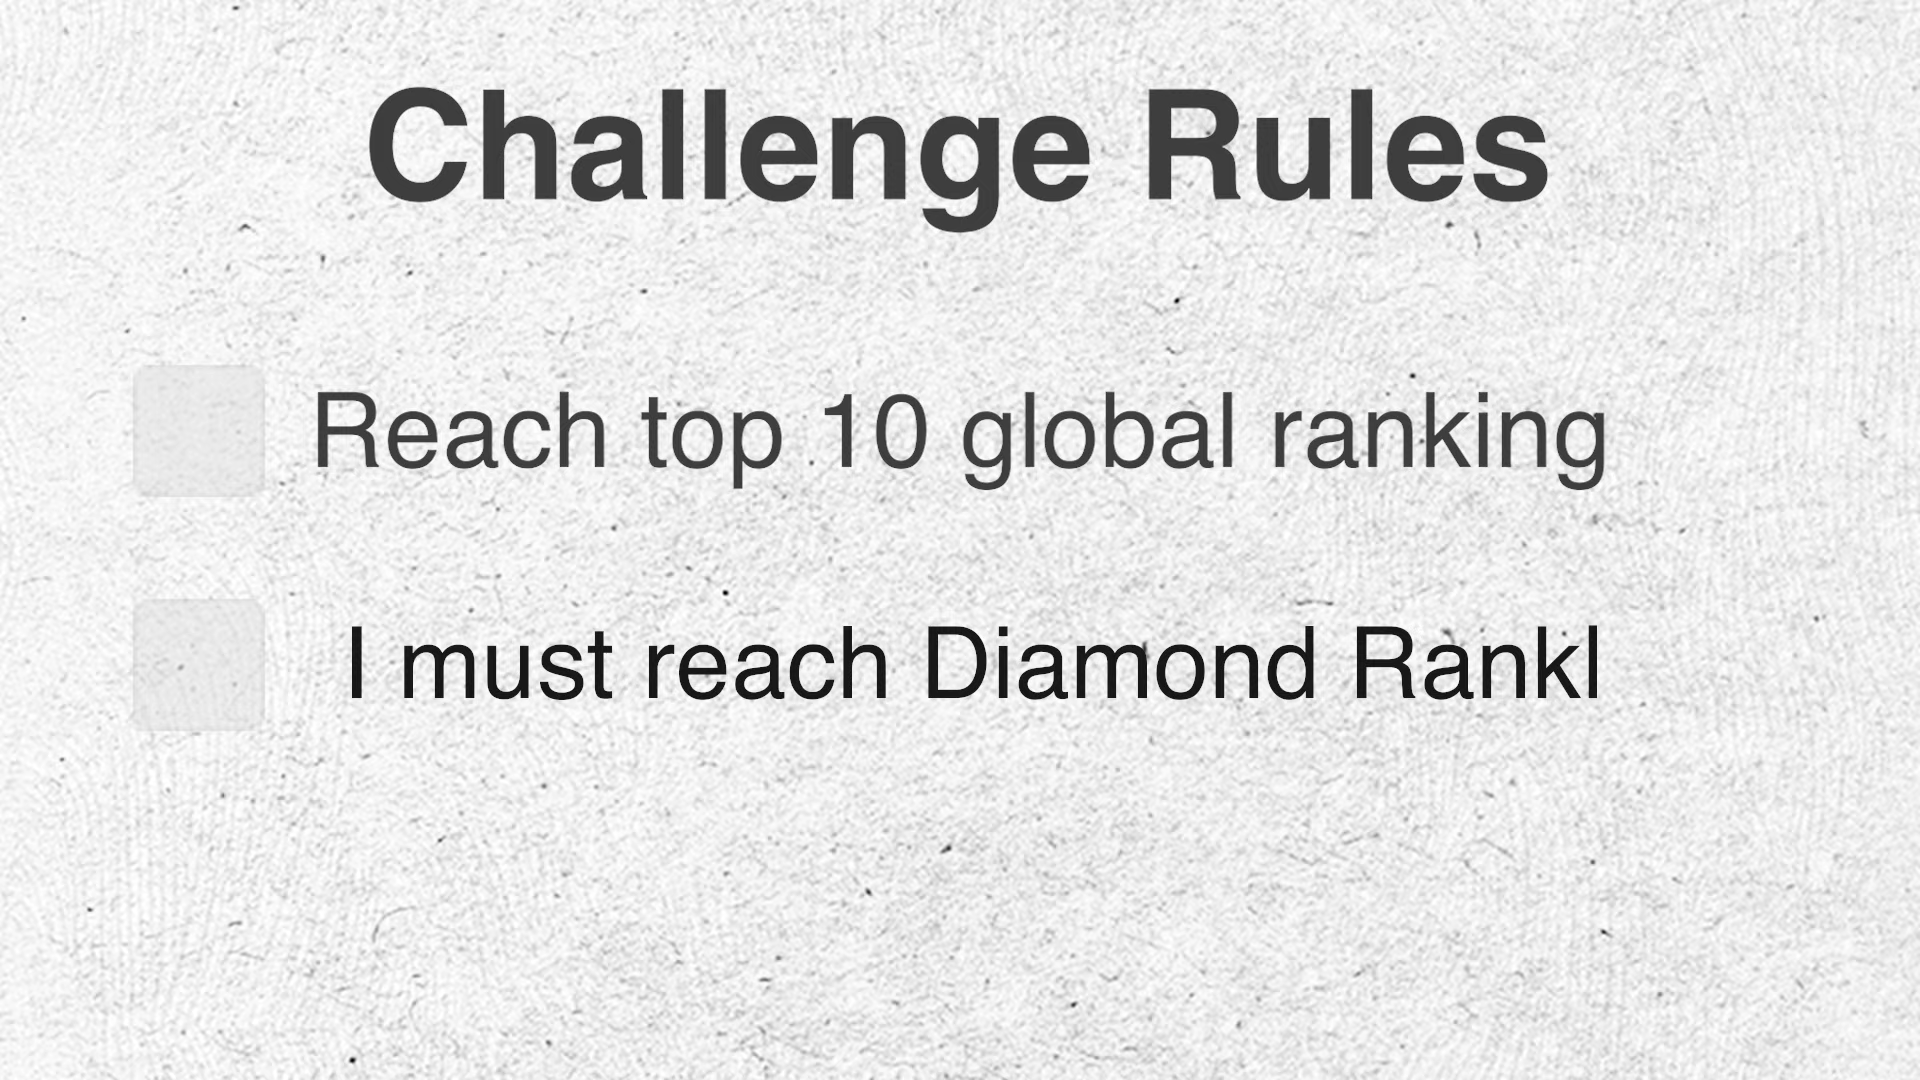 Challenge Rules
Reach top 10 global ranking
I must reach Diamond Rankl